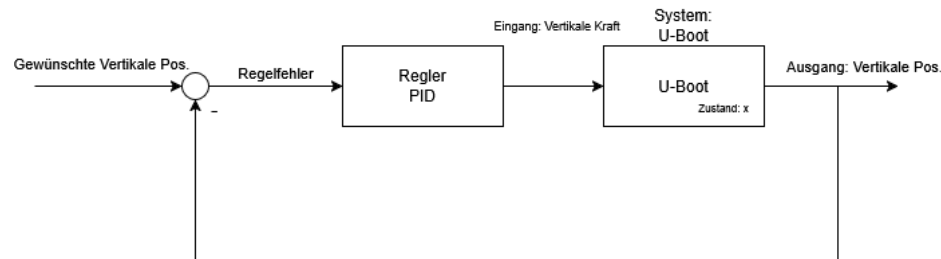 System:
U-Boot
Eingang: Vertikale Kraft
Gewünschte Vertikale Pos.
Regelfehler
-
Regler
PID
U-Boot
Zustand: x
Ausgang: Vertikale Pos.